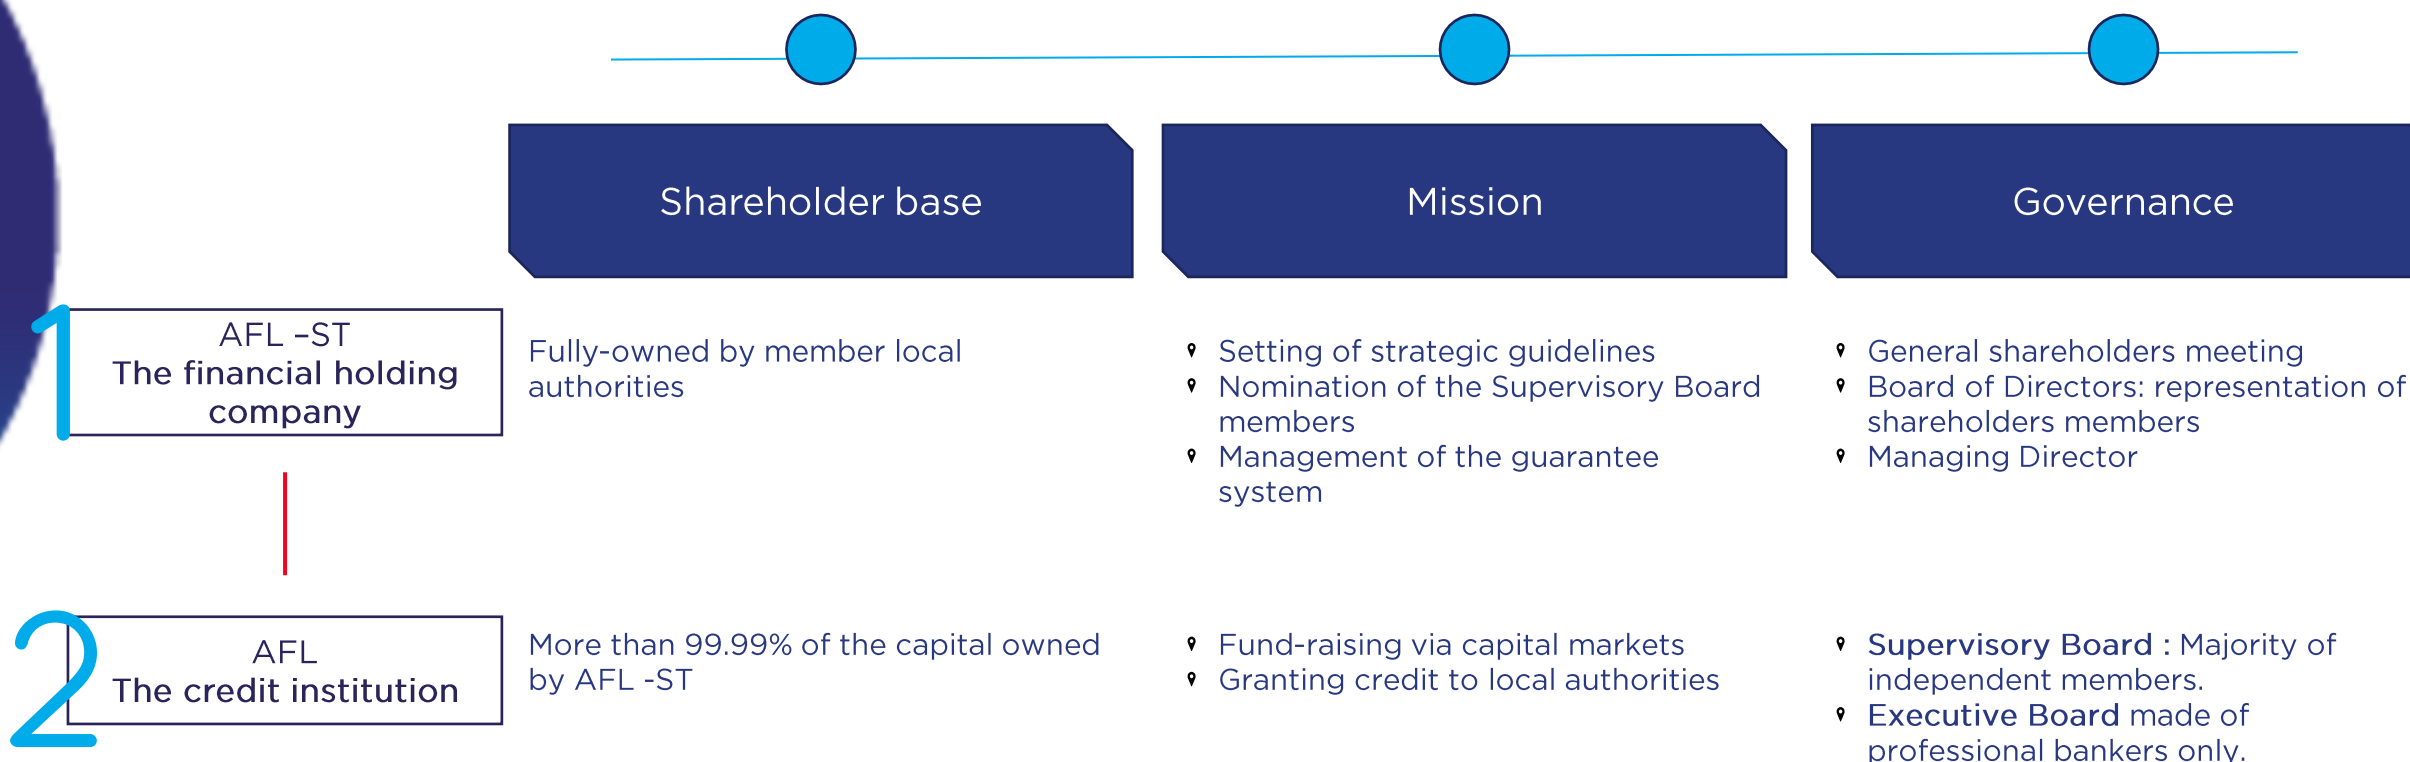 Shareholder base
Mission
Governance
1
AFL –ST
The financial holding
company
Fully-owned by member local
authorities
Setting of strategic guidelines
Nomination of the Supervisory Board
members
Management of the guarantee
system
General shareholders meeting
Board of Directors: representation of
shareholders members
Managing Director
2
AFL
The credit institution
More than 99.99% of the capital owned
by AFL -ST
Fund-raising via capital markets
Granting credit to local authorities
Supervisory Board : Majority of
independent members.
Executive Board made of
professional bankers only.